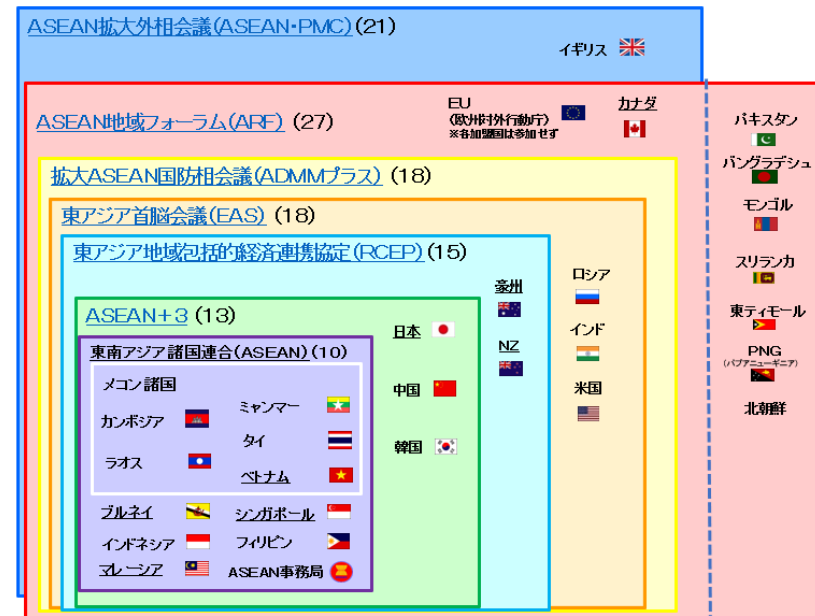 ASEAN拡大外相会議(ASEAN・PMC)(21)
イギリス
ASEAN地域フォーラム(ARF) (27)
EU
(欧州対外行動庁)
※各加盟国は参加せず
カナダ
パキスタン
バングラデシュ
モンゴル
スリランカ
東ティモール
PNG
(パプアニューギニア)
北朝鮮
拡大ASEAN国防相会議(ADMMプラス) (18)
東アジア首脳会議(EAS) (18)
ロシア
インド
米国
東アジア地域包括的経済連携協定(RCEP)(15)
豪州
NZ
ASEAN+3 (13)
日本
中国
韓国
東南アジア諸国連合(ASEAN)(10)
メコン諸国
カンボジア
ミャンマー
ラオス
タイ
ベトナム
ブルネイ
シンガポール
インドネシア
フィリピン
マレーシア
ASEAN事務局